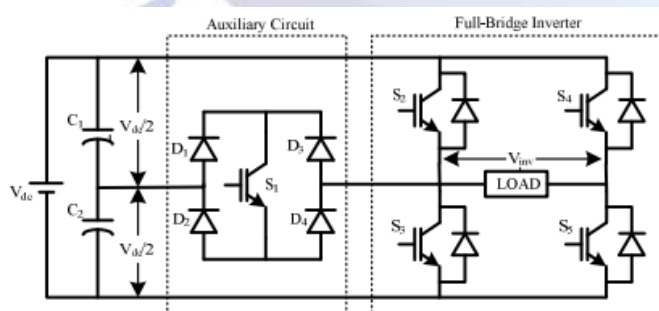 Auxiliary Circuit
Full-Bridge Inverter
S2
S4
C1
Vdc/2
D1
D3
Vinv
S1
LOAD
Vdc
C2
D2
D4
Vdc/2
S3
S5